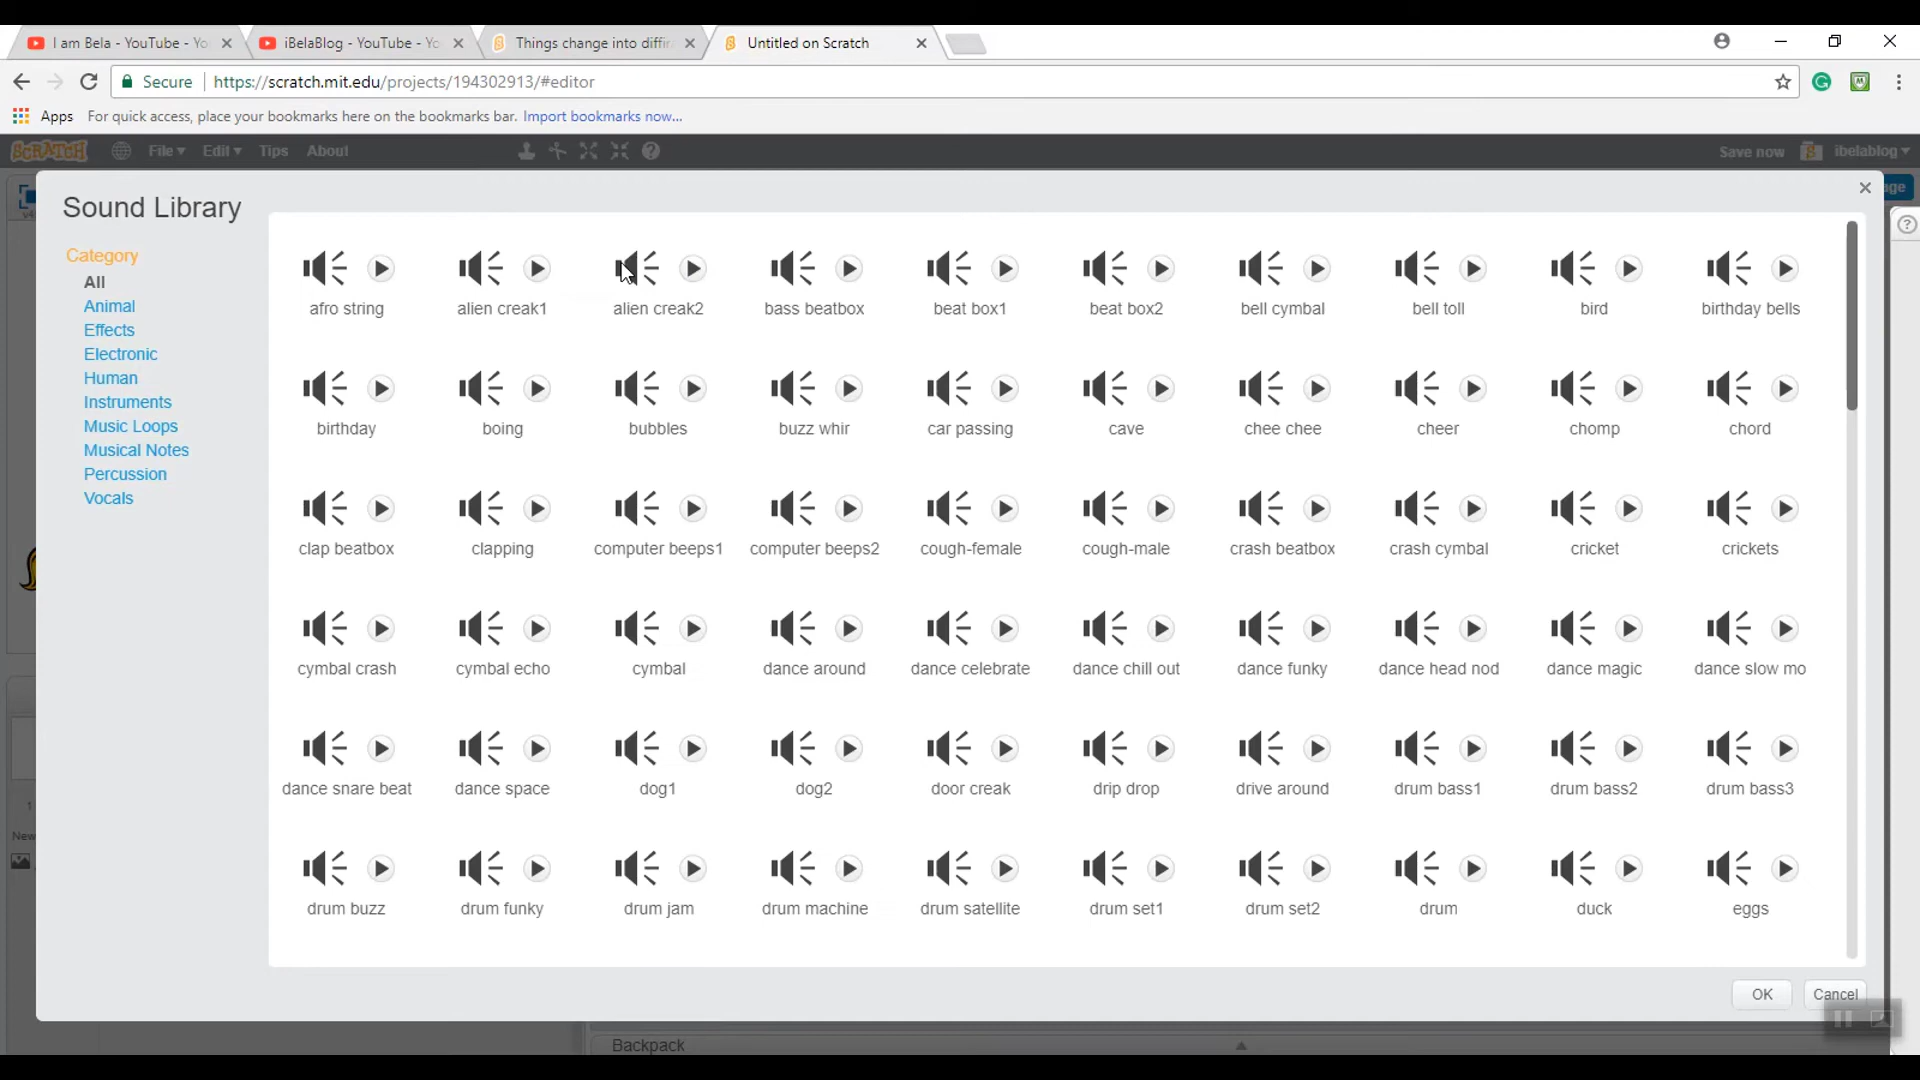 I am Bela - YouTube - Yo
iBelaBlog - YouTube - Yo
Things change into diffir
Untitled on Scratch
Secure
https://scratch.mit.edu/projects/194302913/#editor
Apps
For quick access, place your bookmarks here on the bookmarks bar. Import bookmarks now...
SCRATCH
File
Edit
Tips
About
Save now
ibelablog
Sound Library
Category
All
Animal
Effects
Electronic
Human
Instruments
Music Loops
Musical Notes
Percussion
Vocals
afro string
alien creak1
alien creak2
bass beatbox
beat box1
beat box2
bell cymbal
bell toll
bird
birthday bells
birthday
boing
bubbles
buzz whir
car passing
cave
chee chee
cheer
chomp
chord
clap beatbox
clapping
computer beeps1
computer beeps2
cough-female
cough-male
crash beatbox
crash cymbal
cricket
crickets
cymbal crash
cymbal echo
cymbal
dance around
dance celebrate
dance chill out
dance funky
dance head nod
dance magic
dance slow mo
dance snare beat
dance space
dog1
dog2
door creak
drip drop
drive around
drum bass1
drum bass2
drum bass3
drum buzz
drum funky
drum jam
drum machine
drum satellite
drum set1
drum set2
drum
duck
eggs
OK
Cancel
New
Backpack